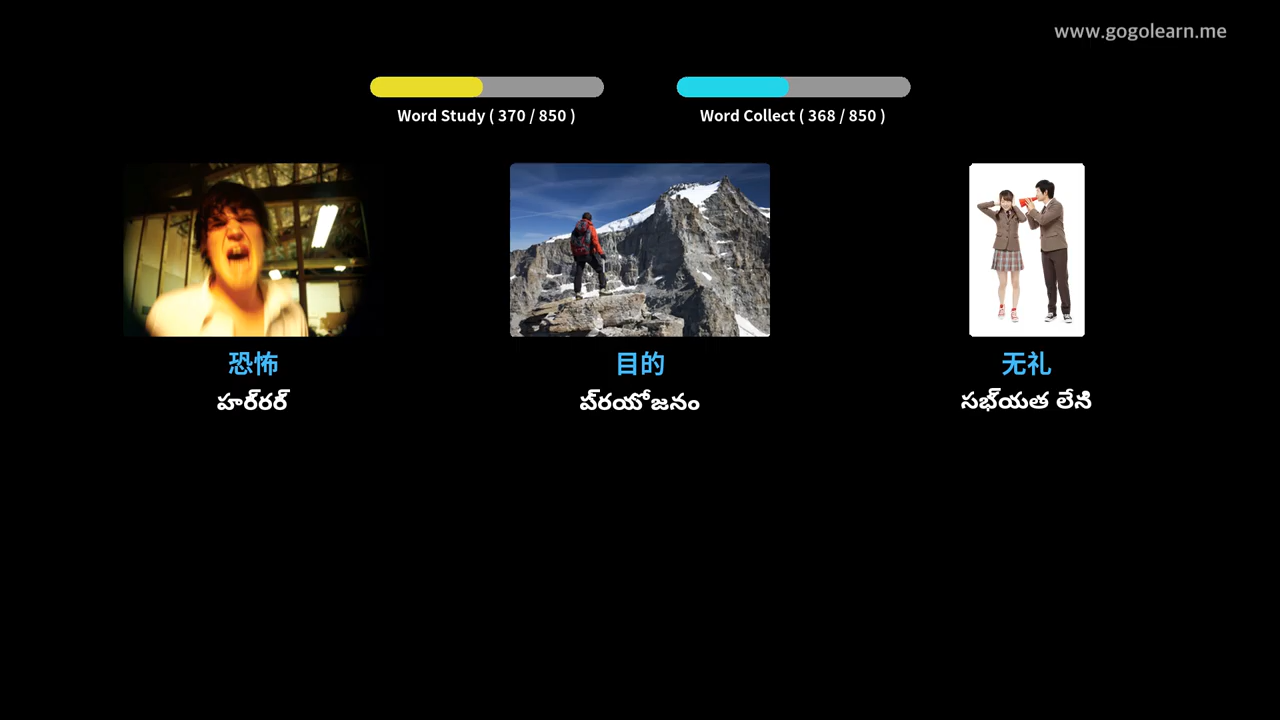 www.gogolearn.me
Word Study ( 370 / 850 )
Word Collect ( 368 / 850 )
恐怖
目的
无礼
హర్‌రర్
ప్‌రయోజనం
సభ్‌యత లేని